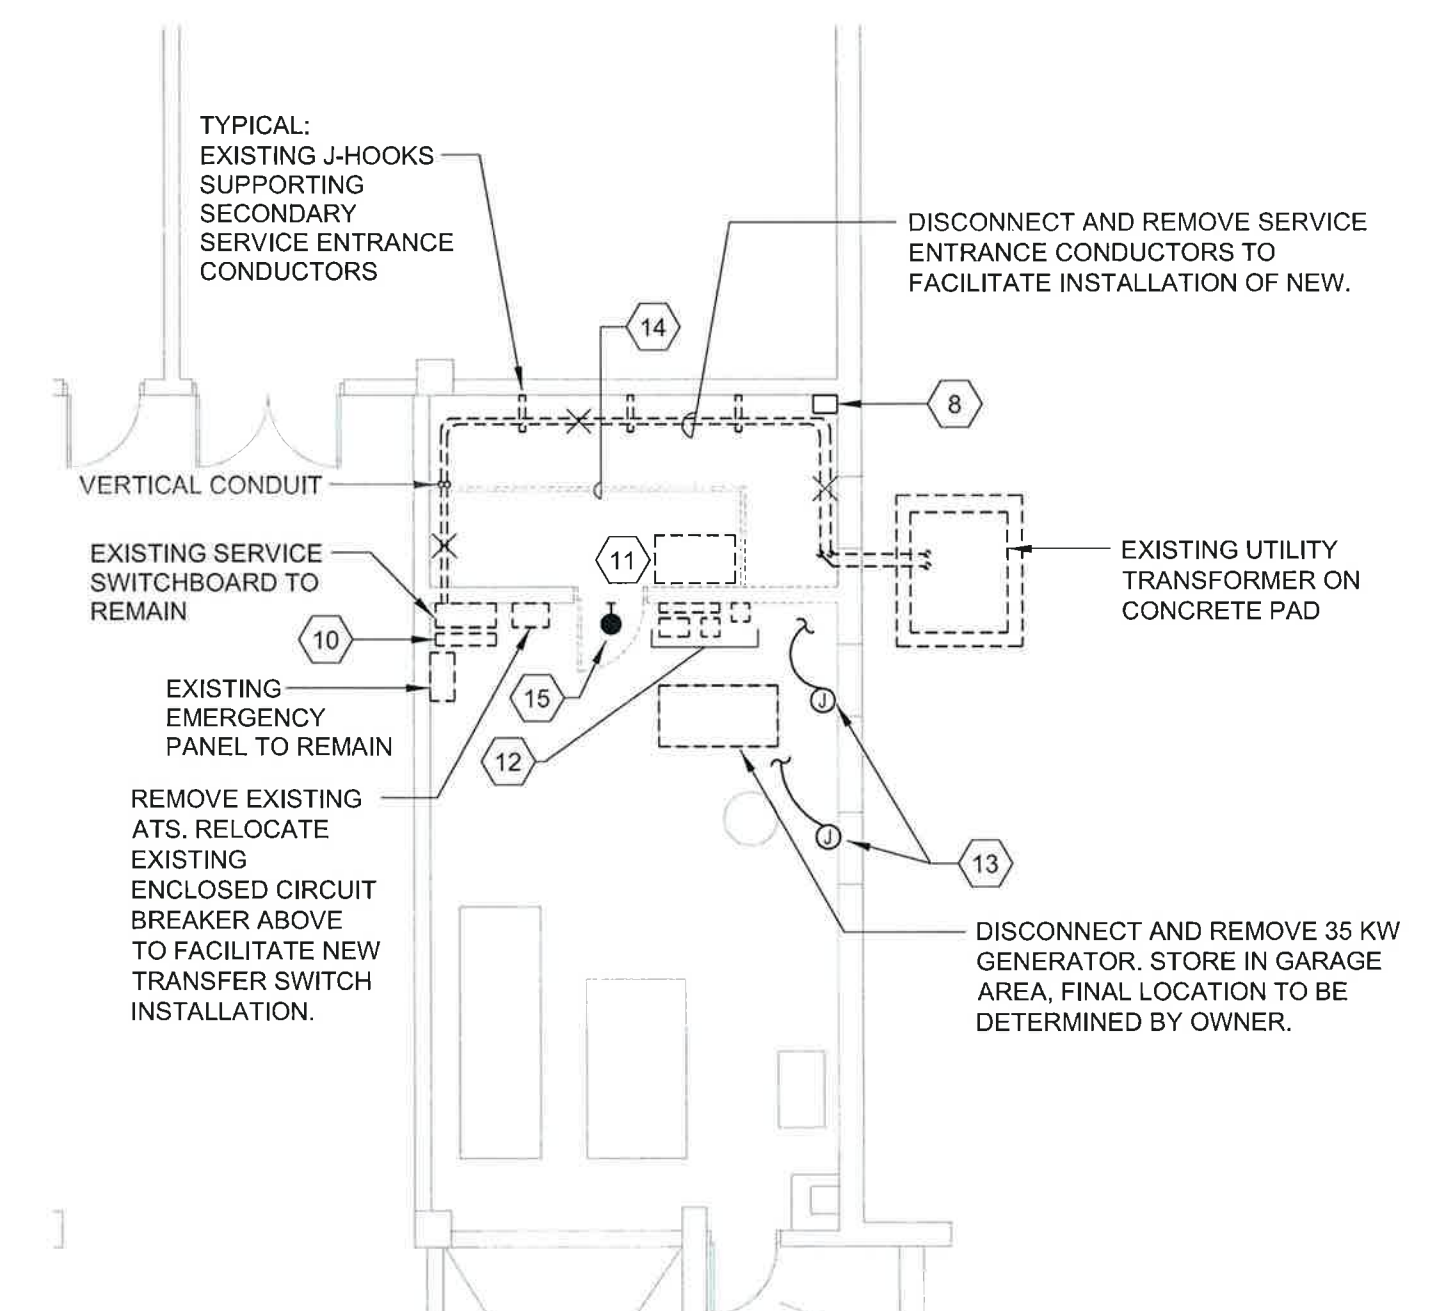 TYPICAL:
EXISTING J-HOOKS
SUPPORTING
SECONDARY
SERVICE ENTRANCE
CONDUCTORS
DISCONNECT AND REMOVE SERVICE
ENTRANCE CONDUCTORS TO
FACILITATE INSTALLATION OF NEW.
14
8
VERTICAL CONDUIT
EXISTING SERVICE
SWITCHBOARD TO
REMAIN
11
EXISTING UTILITY
TRANSFORMER ON
CONCRETE PAD
10
EXISTING
EMERGENCY
PANEL TO REMAIN
15
J
12
REMOVE EXISTING
ATS. RELOCATE
EXISTING
ENCLOSED CIRCUIT
BREAKER ABOVE
TO FACILITATE NEW
TRANSFER SWITCH
INSTALLATION.
J
13
DISCONNECT AND REMOVE 35 KW
GENERATOR. STORE IN GARAGE
AREA, FINAL LOCATION TO BE
DETERMINED BY OWNER.